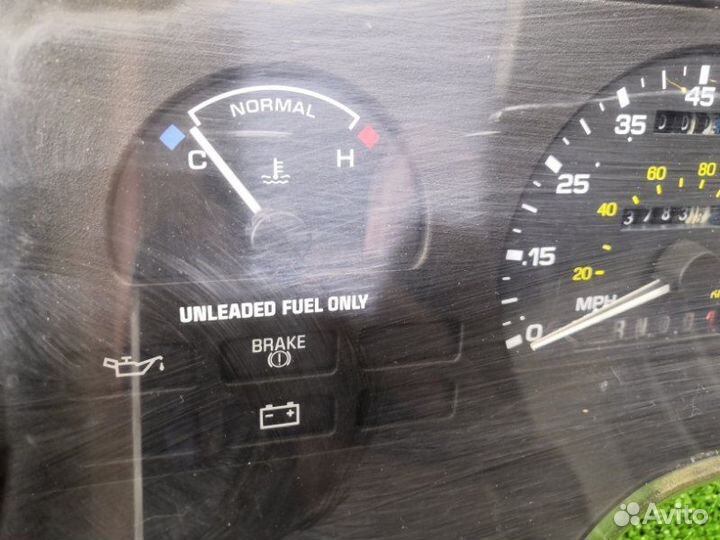 NORMAL
C
H
UNLEADED FUEL ONLY
BRAKE
45
35
25
15
0
80
60
40
20
MPH
Avito